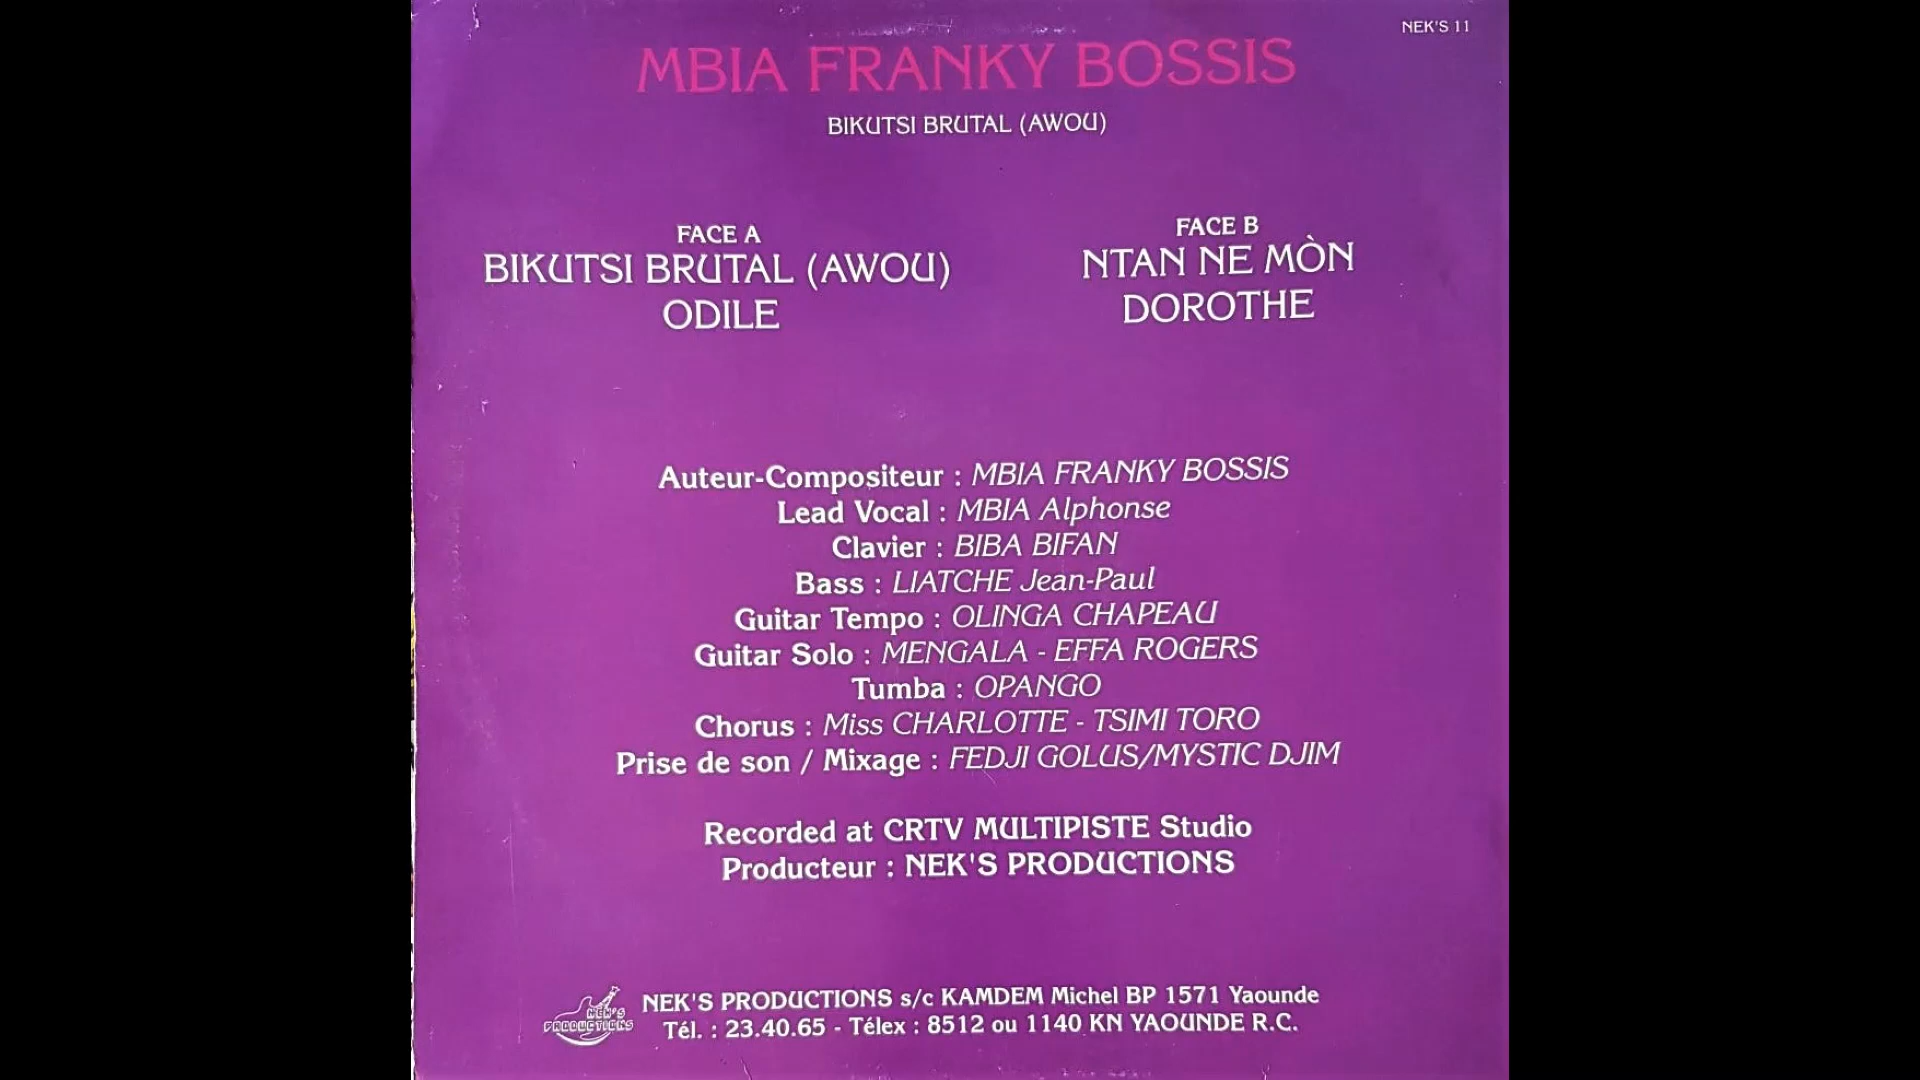 NEK'S 11
MBIA FRANKY BOSSIS
BIKUTSI BRUTAL (AWOU)
FACE A
BIKUTSI BRUTAL (AWOU)
ODILE
FACE B
NTAN NE MÒN
DOROTHE
Auteur-Compositeur : MBIA FRANKY BOSSIS
Lead Vocal : MBIA Alphonse
Clavier : BIBA BIFAN
Bass : LIATCHE Jean-Paul
Guitar Tempo : OLINGA CHAPEAU
Guitar Solo : MENGALA - EFFA ROGERS
Tumba : OPANGO
Chorus : Miss CHARLOTTE - TSIMI TORO
Prise de son / Mixage : FEDJI GOLUS/MYSTIC DJIM
Recorded at CRTV MULTIPISTE Studio
Producteur : NEK'S PRODUCTIONS
NEK'S
PRODUCTIONS
NEK'S PRODUCTIONS s/c KAMDEM Michel BP 1571 Yaounde
Tél. : 23.40.65 - Télex : 8512 ou 1140 KN YAOUNDE R.C.